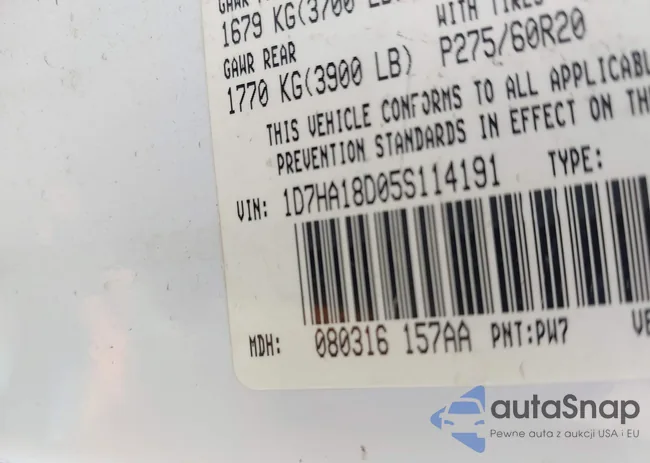 1679 KG(3700 LB
WITH TIRES
GAWR REAR
P275/60R20
1770 KG(3900 LB)
THIS VEHICLE CONFORMS TO ALL APPLICABL
PREVENTION STANDARDS IN EFFECT ON TH
VIN: 1D7HA18D05S114191 TYPE:
MDH: 080316 157AA PNT:PW7 VE
autaSnap
Pewne auta z aukcji USA i EU